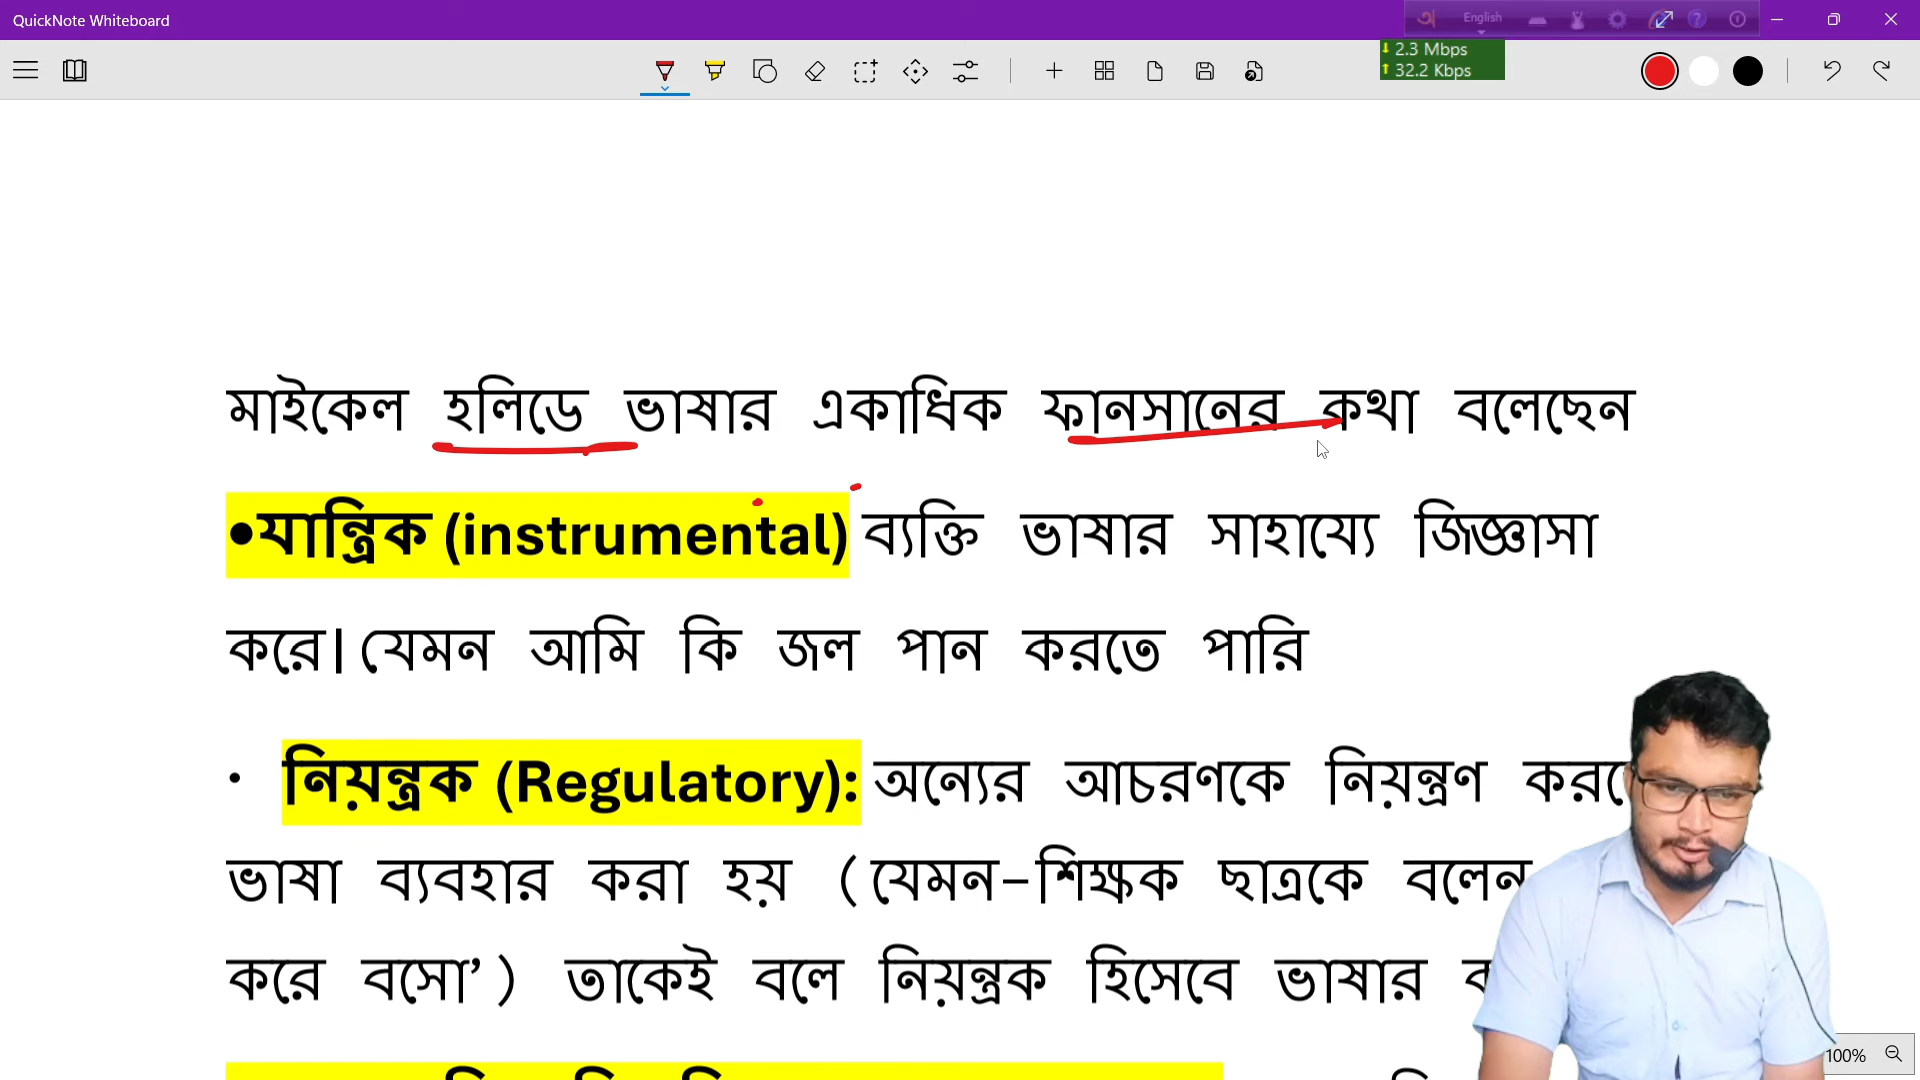 QuickNote Whiteboard
English
2.3 Mbps
32.2 Kbps
মাইকেল হলিডে ভাষার একাধিক ফানসানের কথা বলেছেন
•যান্ত্রিক (instrumental) ব্যক্তি ভাষার সাহায্যে জিজ্ঞাসা
করে। যেমন আমি কি জল পান করতে পারি
• নিয়ন্ত্রক (Regulatory): অন্যের আচরণকে নিয়ন্ত্রণ
ভাষা ব্যবহার করা হয় (যেমন–শিক্ষক ছাত্রকে বলেন
করে বসো’) তাকেই বলে নিয়ন্ত্রক হিসেবে ভাষার
100%